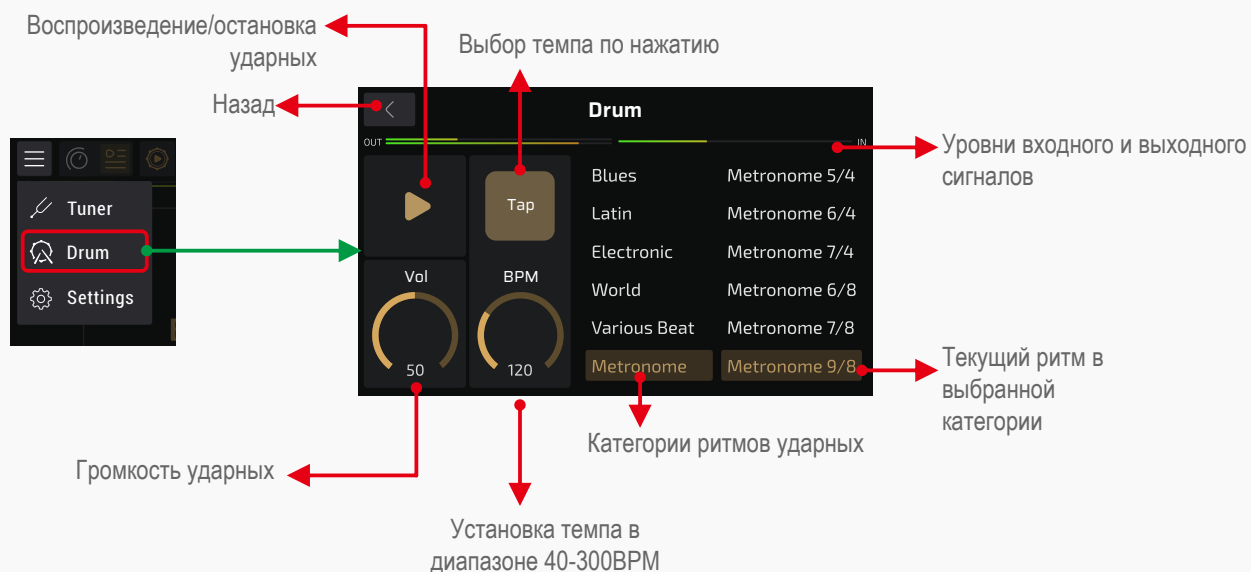 Воспроизведение/остановка
ударных
Выбор темпа по нажатию
Назад
Drum
OUT
IN
Уровни входного и выходного
сигналов
Tuner
Drum
Settings
Tap
Vol
50
BPM
120
Blues
Metronome 5/4
Latin
Metronome 6/4
Electronic
Metronome 7/4
World
Metronome 6/8
Various Beat
Metronome 7/8
Metronome
Metronome 9/8
Текущий ритм в
выбранной
категории
Категории ритмов ударных
Громкость ударных
Установка темпа в
диапазоне 40-300BPM